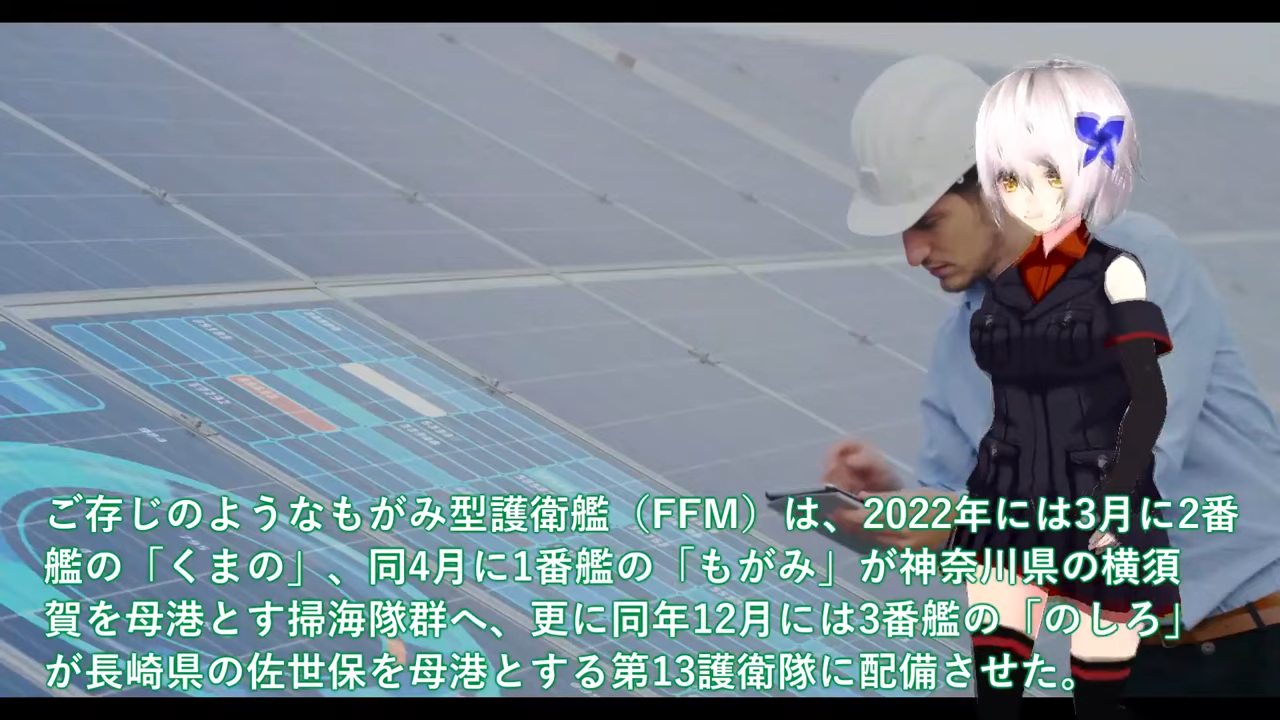 ご存じのようなもがみ型護衛艦（FFM）は、2022年には3月に2番
艦の「くまの」、同4月に1番艦の「もがみ」が神奈川県の横須
賀を母港とす掃海隊群へ、更に同年12月には3番艦の「のしろ」
が長崎県の佐世保を母港とする第13護衛隊に配備させた。